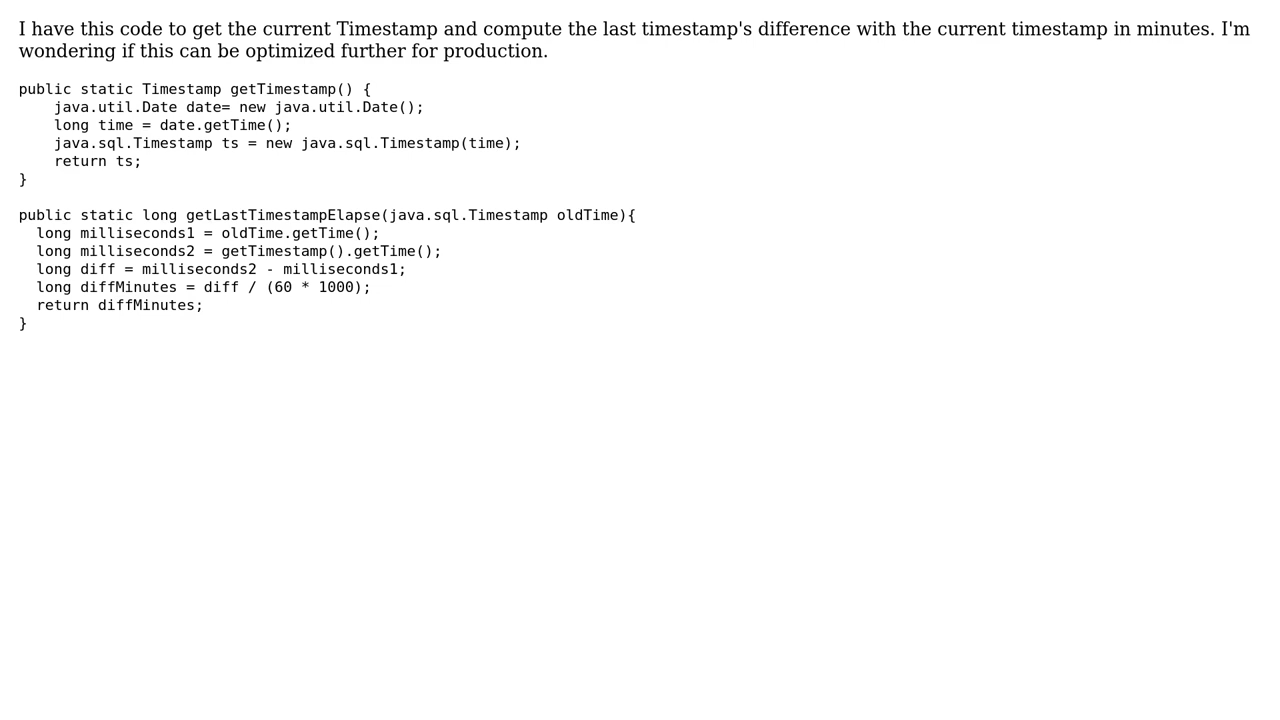 I have this code to get the current Timestamp and compute the last timestamp's difference with the current timestamp in minutes. I'm
wondering if this can be optimized further for production.
public static Timestamp getTimestamp() {
    java.util.Date date= new java.util.Date();
    long time = date.getTime();
    java.sql.Timestamp ts = new java.sql.Timestamp(time);
    return ts;
}
public static long getLastTimestampElapse(java.sql.Timestamp oldTime){
  long milliseconds1 = oldTime.getTime();
  long milliseconds2 = getTimestamp().getTime();
  long diff = milliseconds2 - milliseconds1;
  long diffMinutes = diff / (60 * 1000);
  return diffMinutes;
}